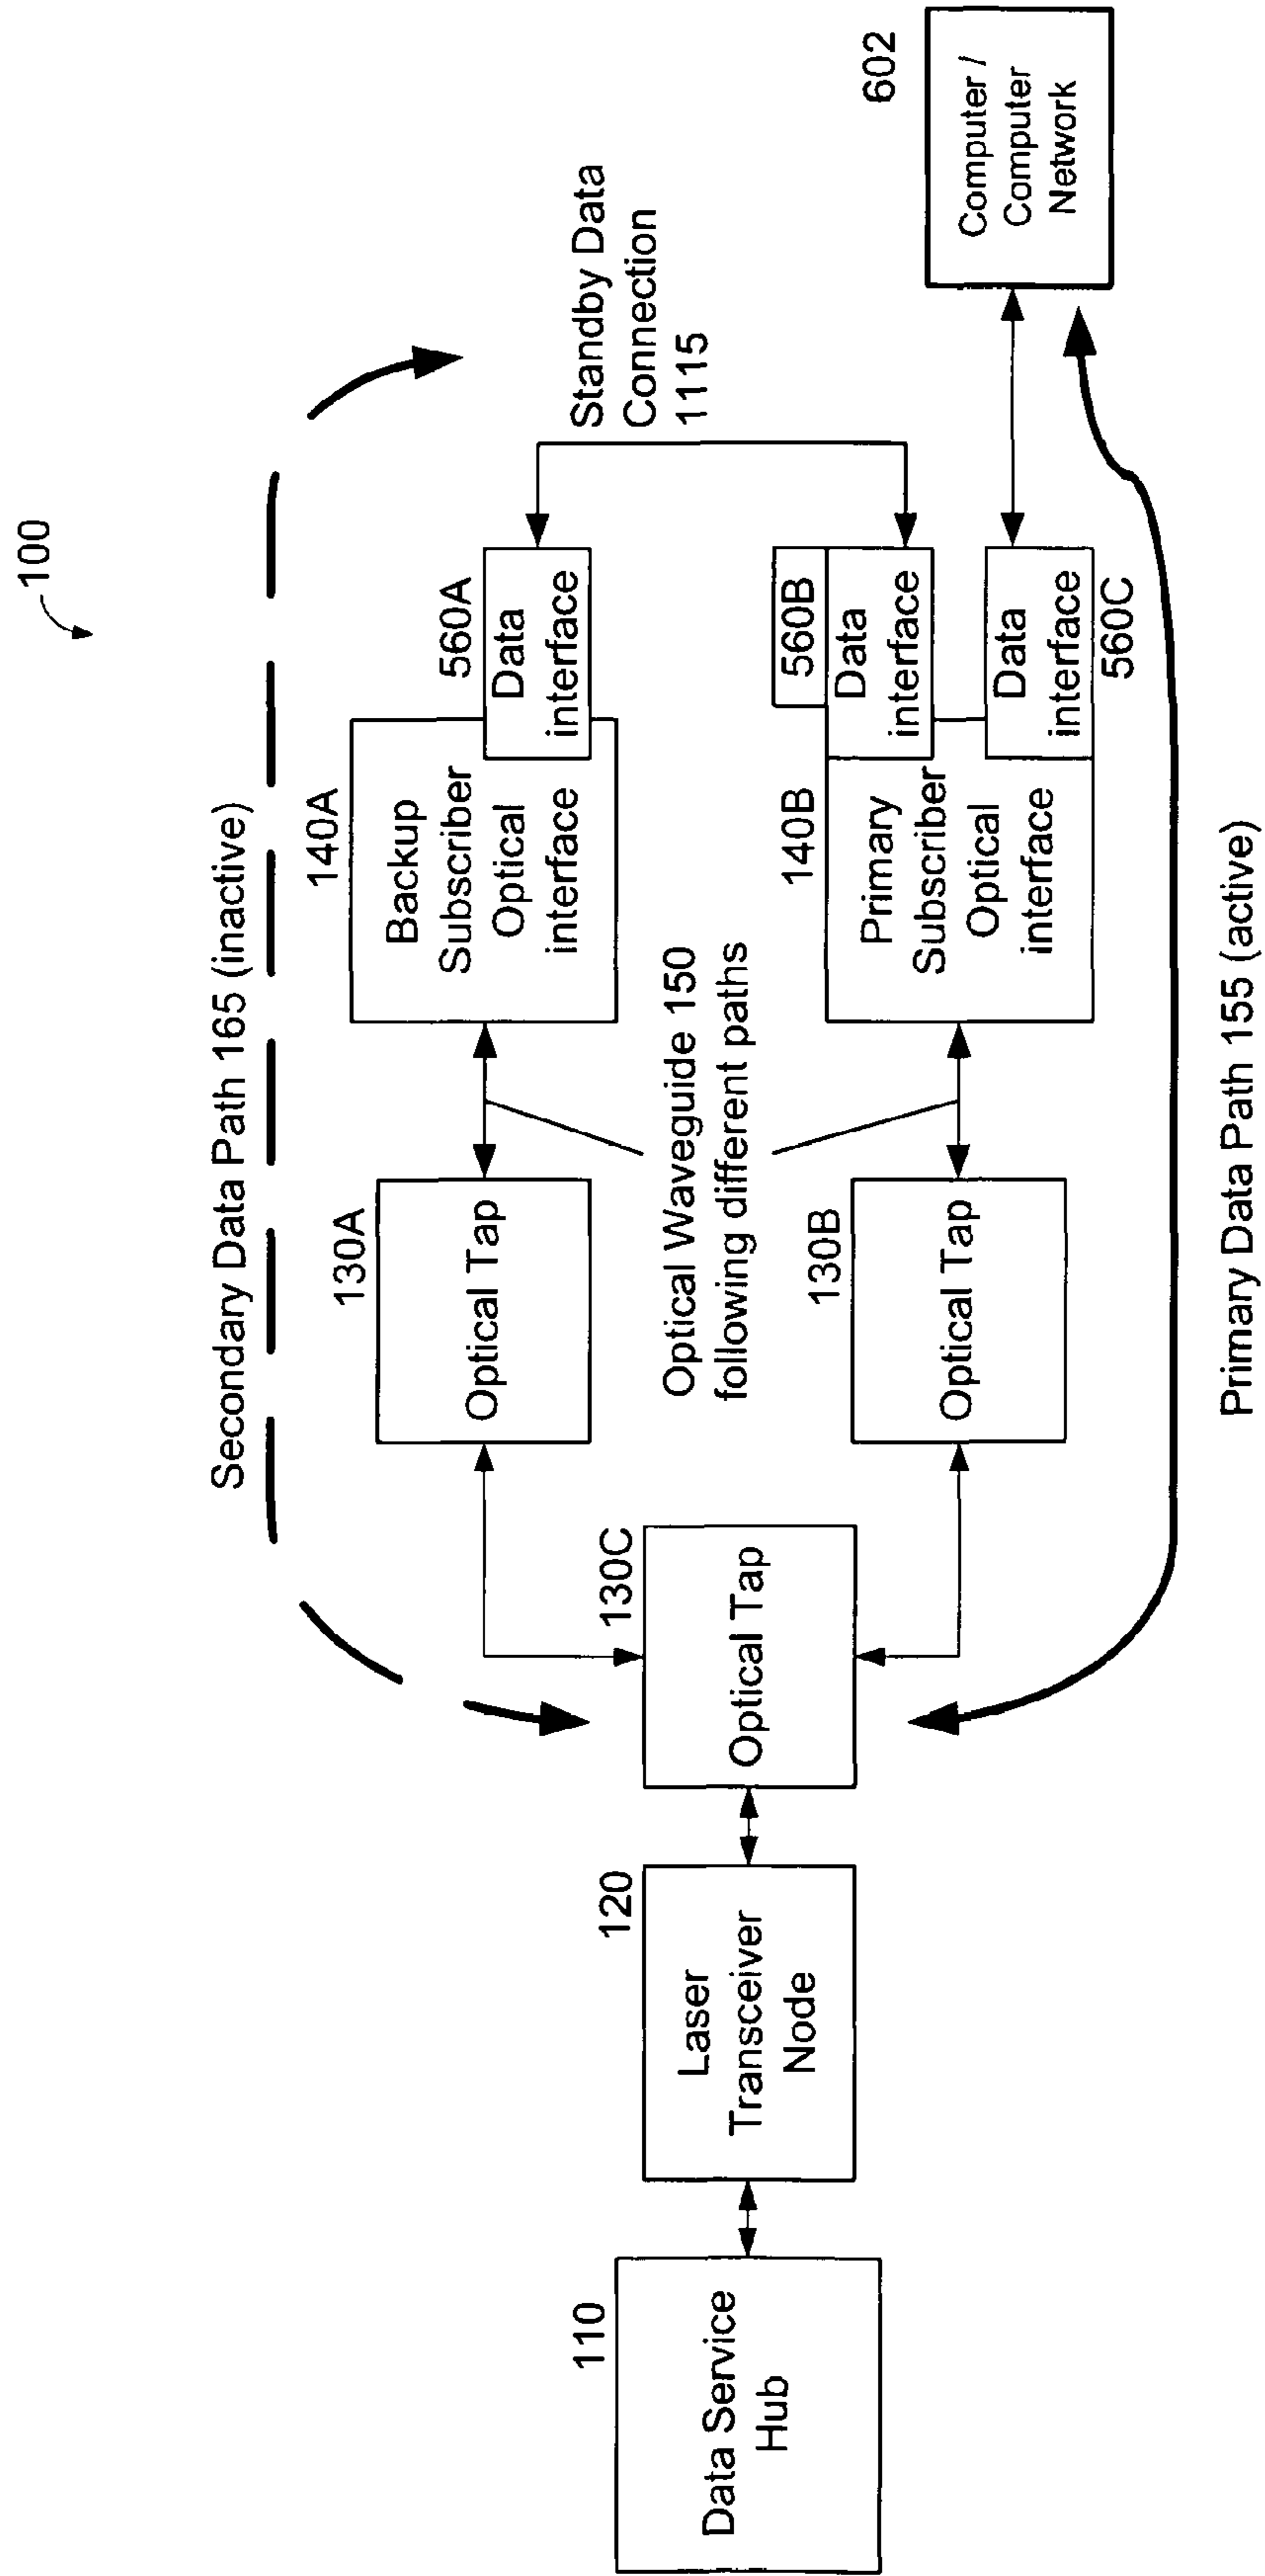 100
Secondary Data Path 165 (inactive)
140A
Backup
Subscriber
Optical
interface
560A
Data
interface
Standby Data
Connection
1115
130A
Optical Tap
Optical Waveguide 150
following different paths
110
Data Service
Hub
120
Laser
Transceiver
Node
130C
Optical Tap
130B
Optical Tap
140B
Primary
Subscriber
Optical
interface
560B
Data
interface
Data
interface
560C
602
Computer /
Computer
Network
Primary Data Path 155 (active)